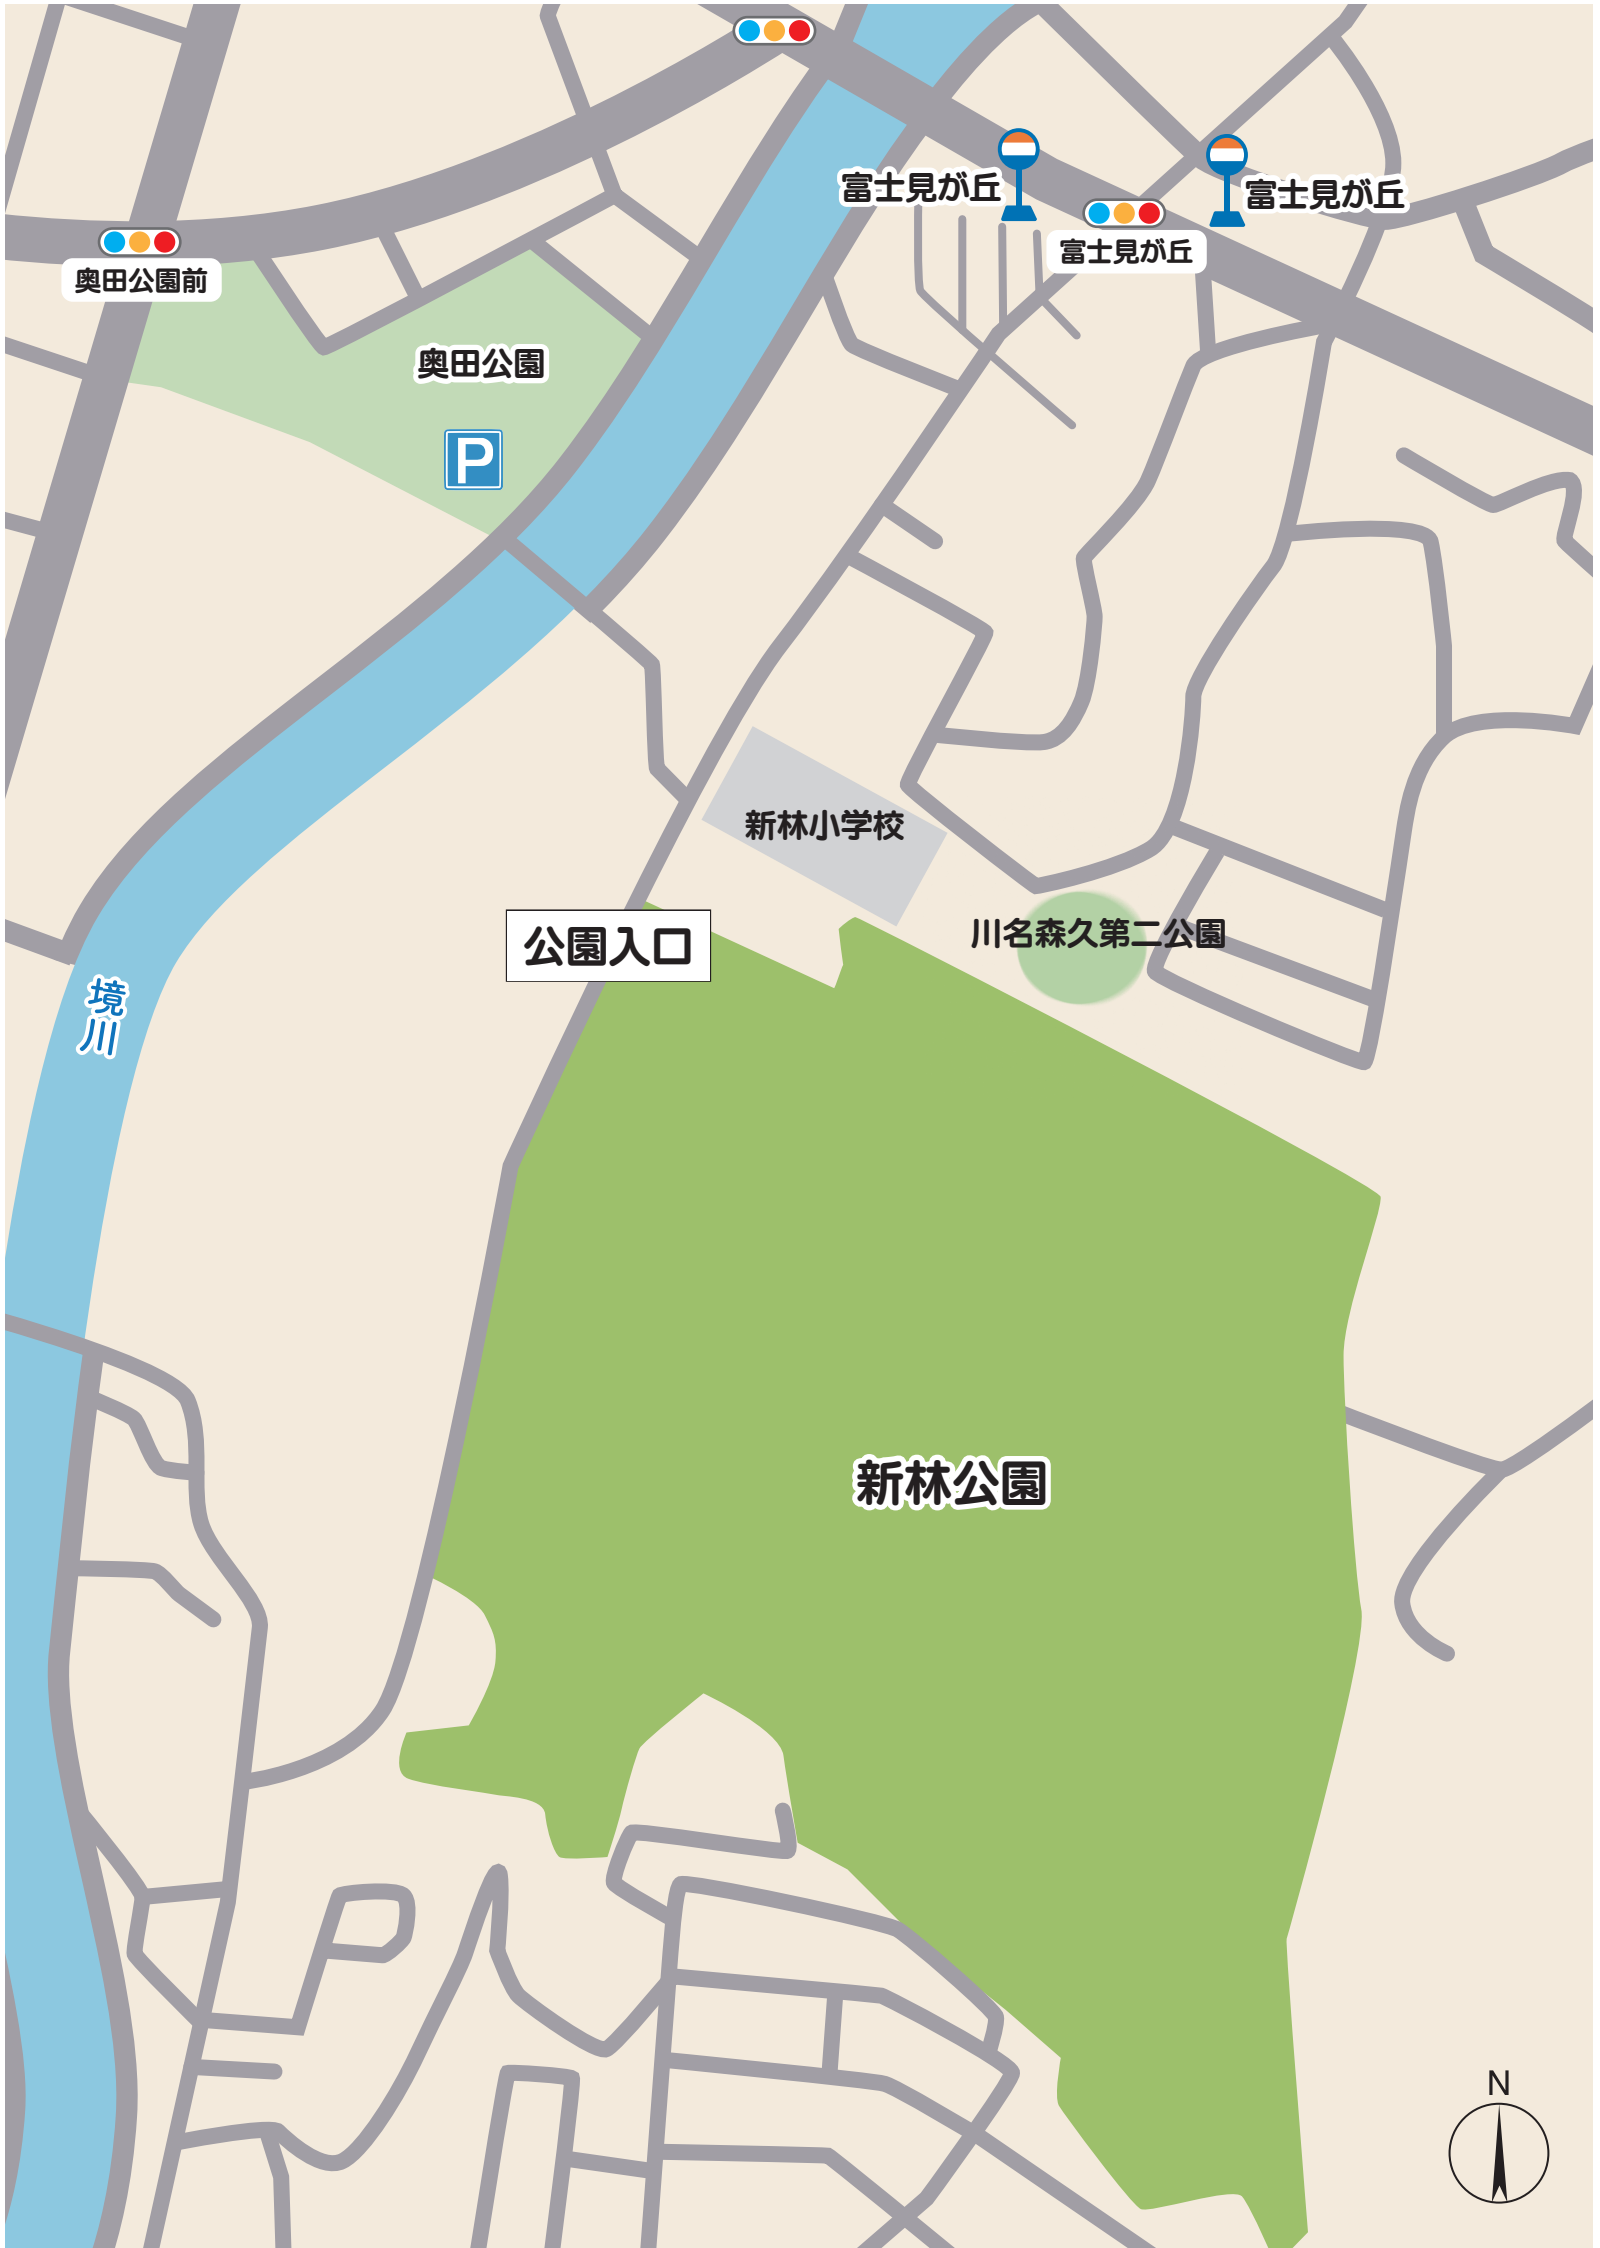 富士見が丘
富士見が丘
富士見が丘
奥田公園前
奥田公園
P
新林小学校
公園入口
川名森久第二公園
境川
新林公園
N